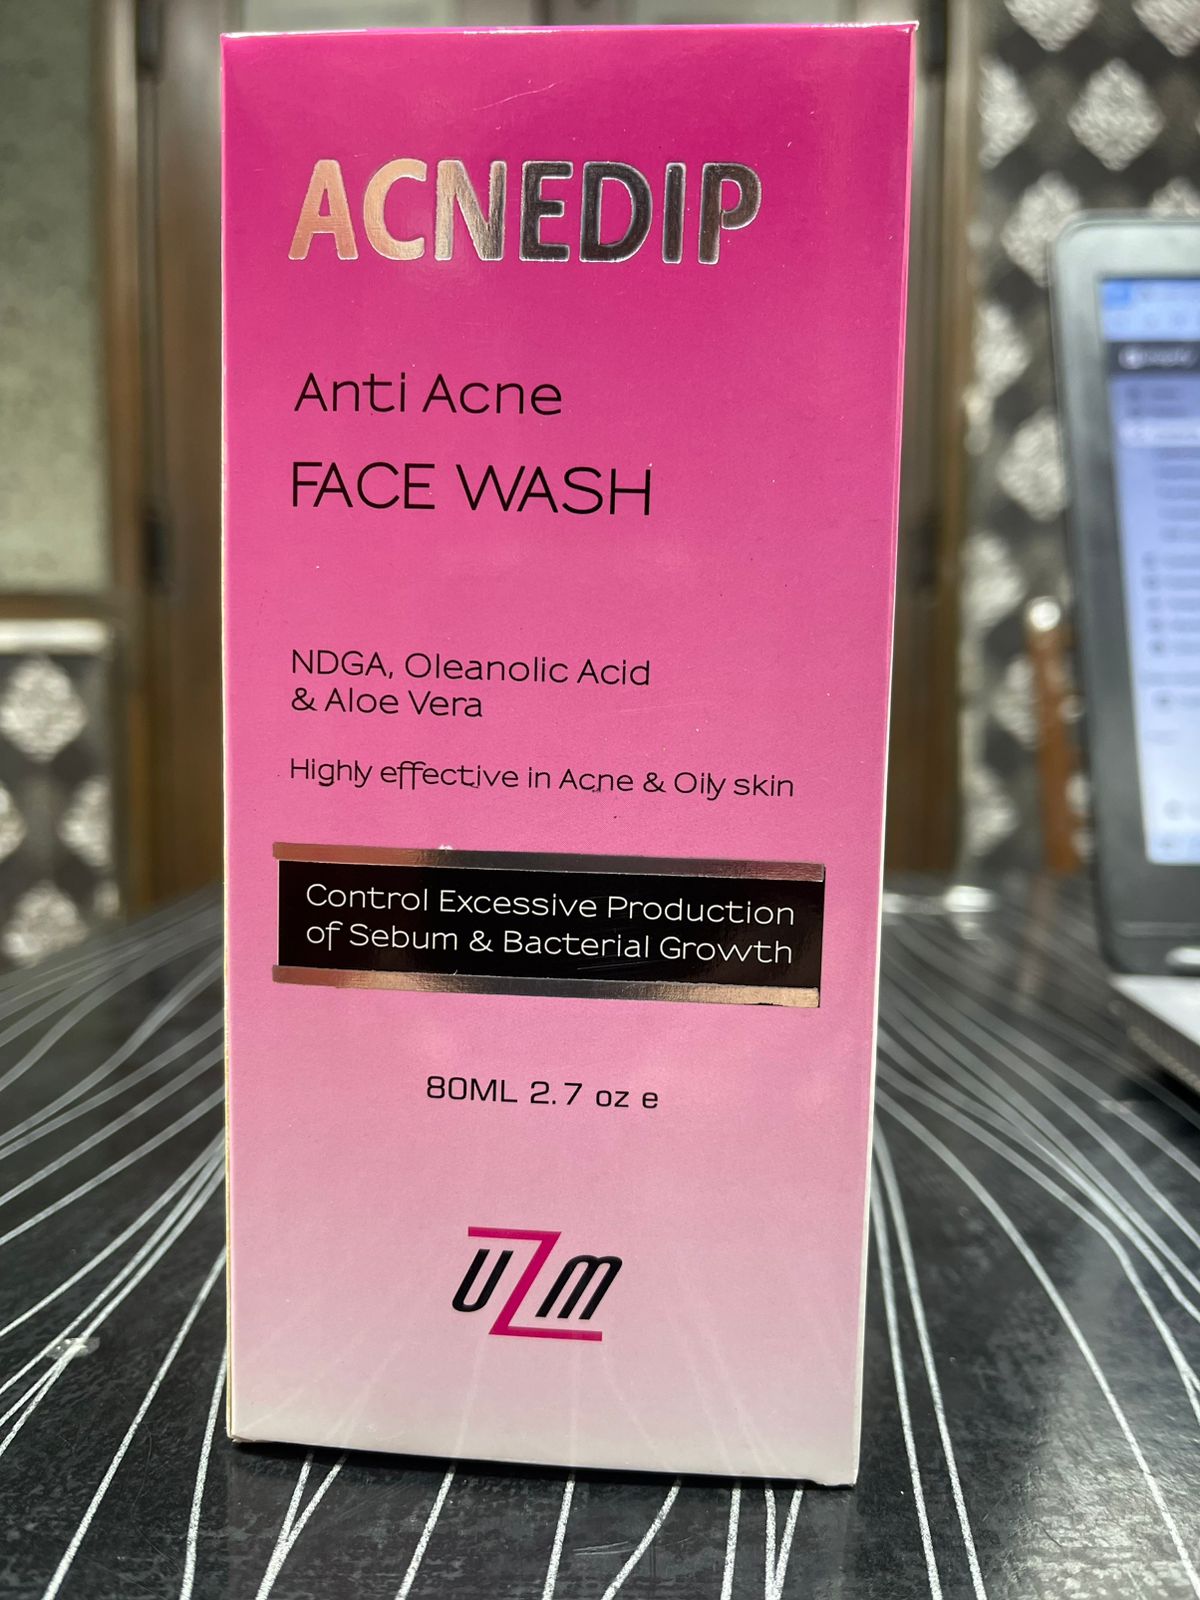 ACNEDIP
Anti Acne
FACE WASH
NDGA, Oleanolic Acid
& Aloe Vera
Highly effective in Acne & Oily skin
Control Excessive Production
of Sebum & Bacterial Growth
80ML 2.7 oz e
UZM